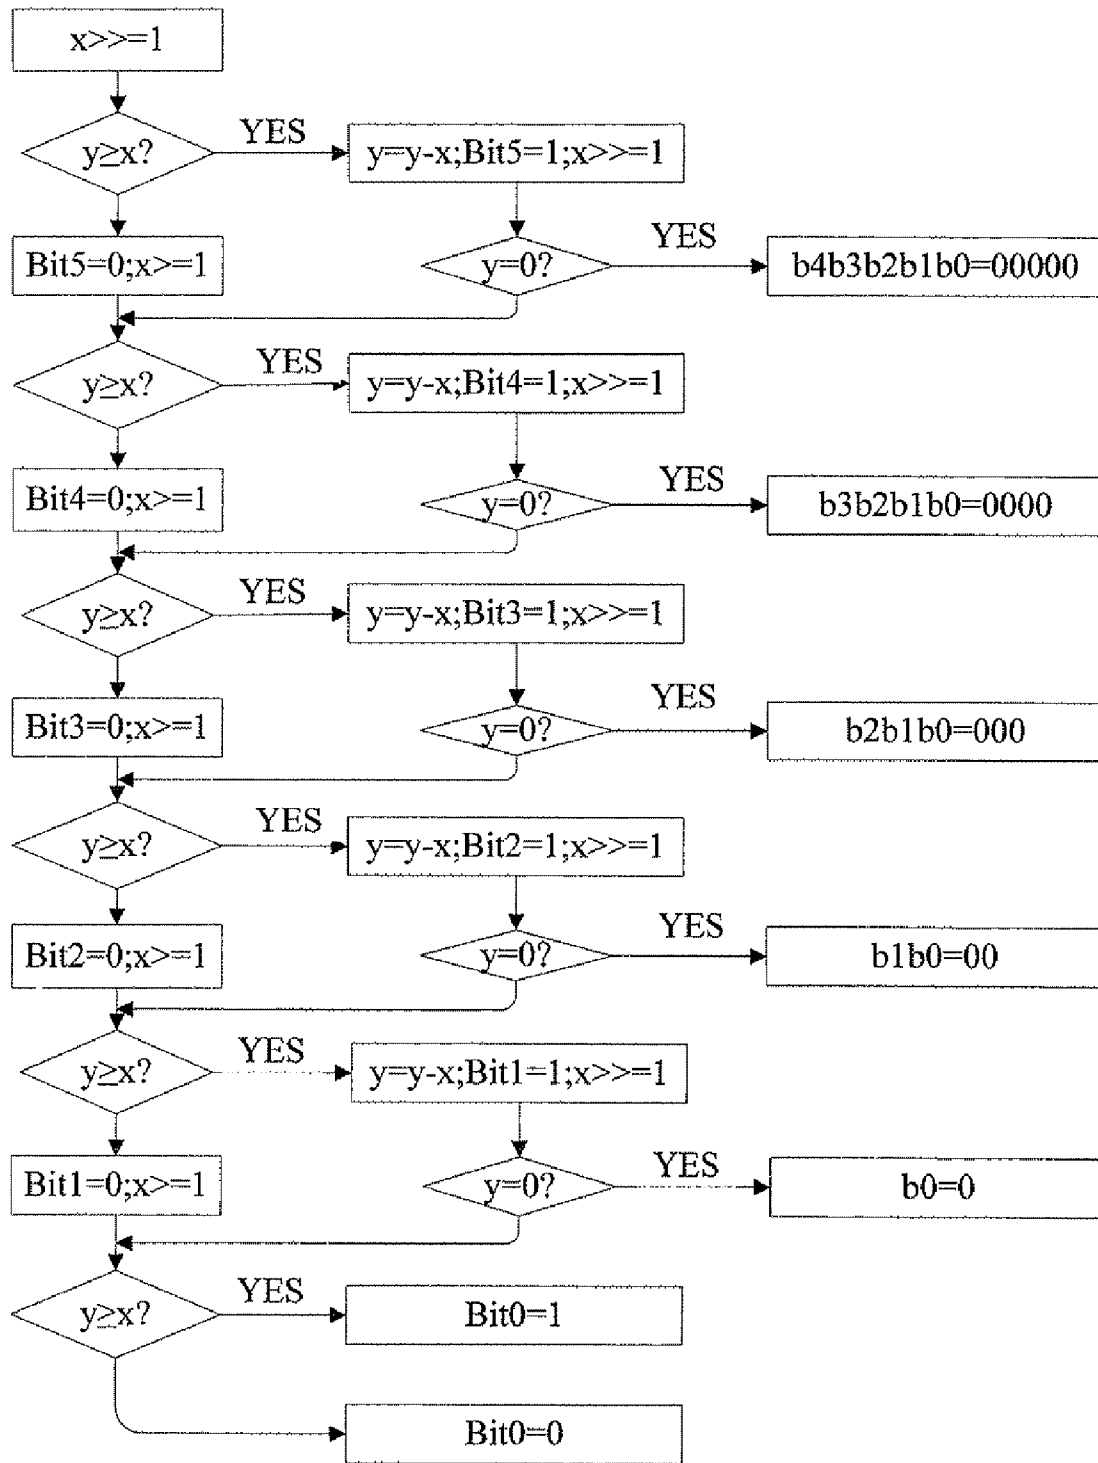 x>>=1
YES
y≥x?
y=y-x;Bit5=1;x>>=1
YES
Bit5=0;x>=1
y=0?
b4b3b2b1b0=00000
YES
y≥x?
y=y-x;Bit4=1;x>>=1
YES
Bit4=0;x>=1
y=0?
b3b2b1b0=0000
YES
y≥x?
y=y-x;Bit3=1;x>>=1
YES
Bit3=0;x>=1
y=0?
b2b1b0=000
YES
y≥x?
y=y-x;Bit2=1;x>>=1
YES
Bit2=0;x>=1
y=0?
b1b0=00
YES
y≥x?
y=y-x;Bit1=1;x>>=1
YES
Bit1=0;x>=1
y=0?
b0=0
YES
y≥x?
Bit0=1
Bit0=0